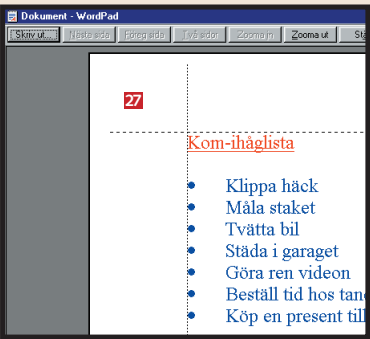 Dokument - WordPad
Skriv ut... Nästa sida Föreg sida Två sidor Zooma in Zooma ut
27
Kom-ihåglista
• Klippa häck
• Måla staket
• Tvätta bil
• Städa i garaget
• Göra ren videon
• Beställ tid hos
• Köp en present till